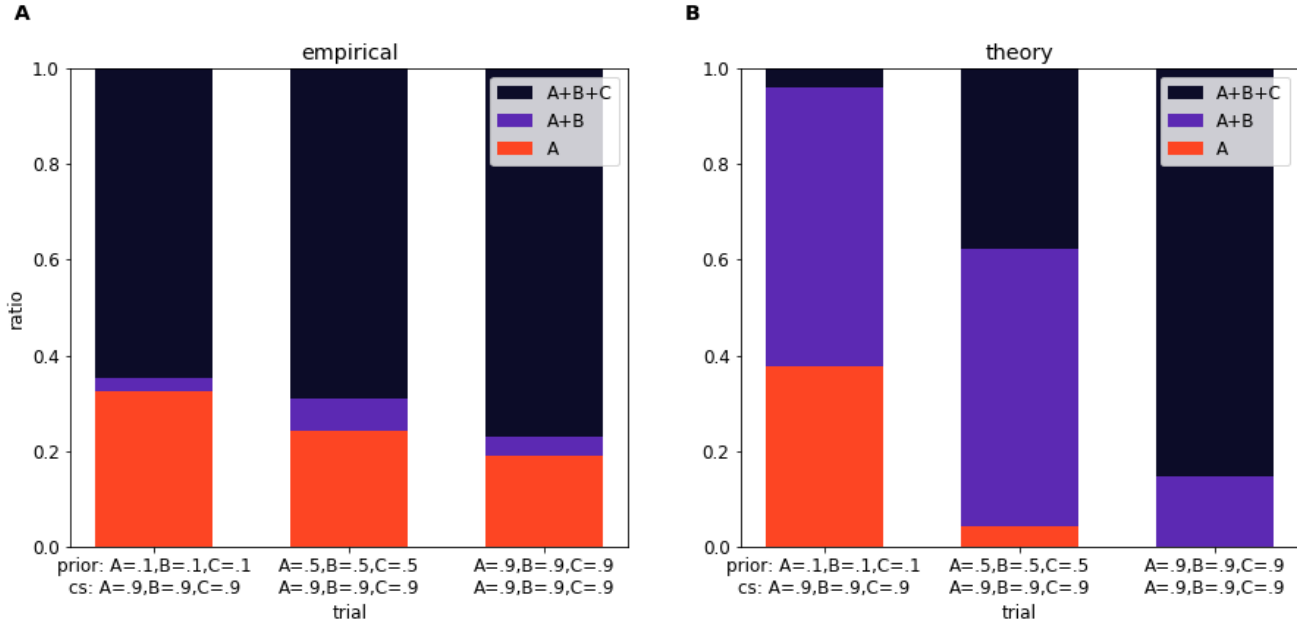 A
empirical
1.0
0.8
0.6
0.4
0.2
0.0
ratio
A+B+C
A+B
A
prior: A=.1,B=.1,C=.1
cs: A=.9,B=.9,C=.9
A=.5,B=.5,C=.5
A=.9,B=.9,C=.9
A=.9,B=.9,C=.9
A=.9,B=.9,C=.9
trial
B
theory
1.0
0.8
0.6
0.4
0.2
0.0
A+B+C
A+B
A
prior: A=.1,B=.1,C=.1
cs: A=.9,B=.9,C=.9
A=.5,B=.5,C=.5
A=.9,B=.9,C=.9
A=.9,B=.9,C=.9
A=.9,B=.9,C=.9
trial